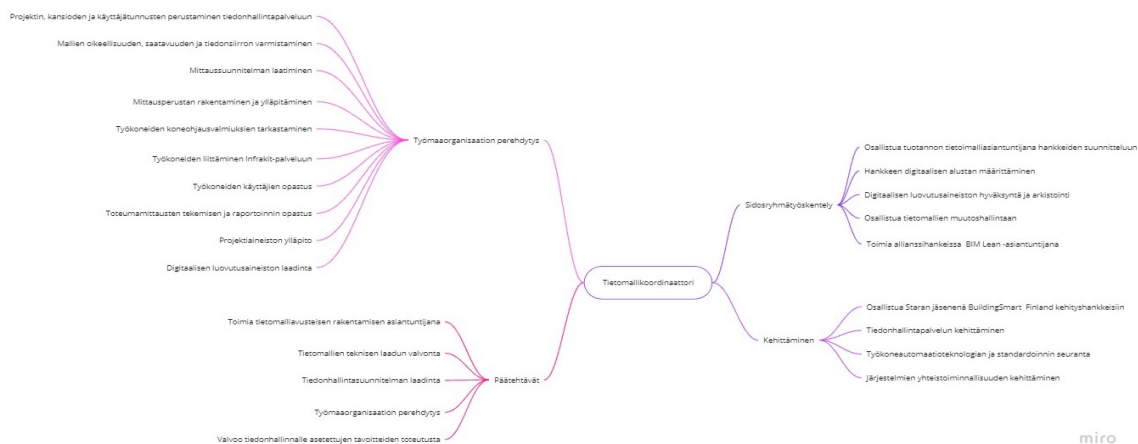 Projektin, kansioden ja käyttäjätunnusten perustaminen tiedonhallintapalveluun
Mallien oikeellisuuden, saatavuuden ja tiedonsiirron varmistaminen
Mittaussuunnitelman laatiminen
Mittausperustan rakentaminen ja ylläpitäminen
Työkoneiden koneohjausvalmiuksien tarkastaminen
Työkoneiden liittäminen Infrakit-palveluun
Työkoneiden käyttäjien opastus
Toteumamittausten tekemisen ja raportoinnin opastus
Projektiaineiston ylläpito
Digitaalisen luovutusaineiston laadinta
Työmaaorganisaation perehdytys
Toimia tietomalliavusteisen rakentamisen asiantuntijana
Tietomallien teknisen laadun valvonta
Tiedonhallintasuunnitelman laadinta
Työmaaorganisaation perehdytys
Valvoo tiedonhallinnalle asetettujen tavoitteiden toteutusta
Päätehtävät
Tietomallikoordinaattori
Sidosryhmätyöskentely
Osallistua tuotannon tietomalliasiantuntijana hankkeiden suunnitteluun
Hankkeen digitaalisen alustan määrittäminen
Digitaalisen luovutusaineiston hyväksyntä ja arkistointi
Osallistua tietomallien muutoshallintaan
Toimia allianssihankeissa BIM Lean -asiantuntijana
Kehittäminen
Osallistua Staran jäsenenä BuildingSmart Finland kehityshankkeisiin
Tiedonhallintapalvelun kehittäminen
Työkoneautomaatioteknologian ja standardoinnin seuranta
Järjestelmien yhteistoiminnallisuuden kehittäminen
miro